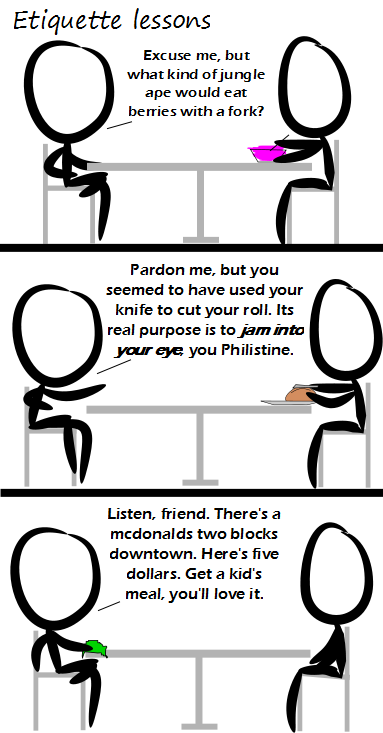 Etiquette lessons
Excuse me, but
what kind of jungle
ape would eat
berries with a fork?
Pardon me, but you
seemed to have used your
knife to cut your roll. Its
real purpose is to jam into
your eye, you Philistine.
Listen, friend. There's a
mcdonalds two blocks
downtown. Here's five
dollars. Get a kid's
meal, you'll love it.